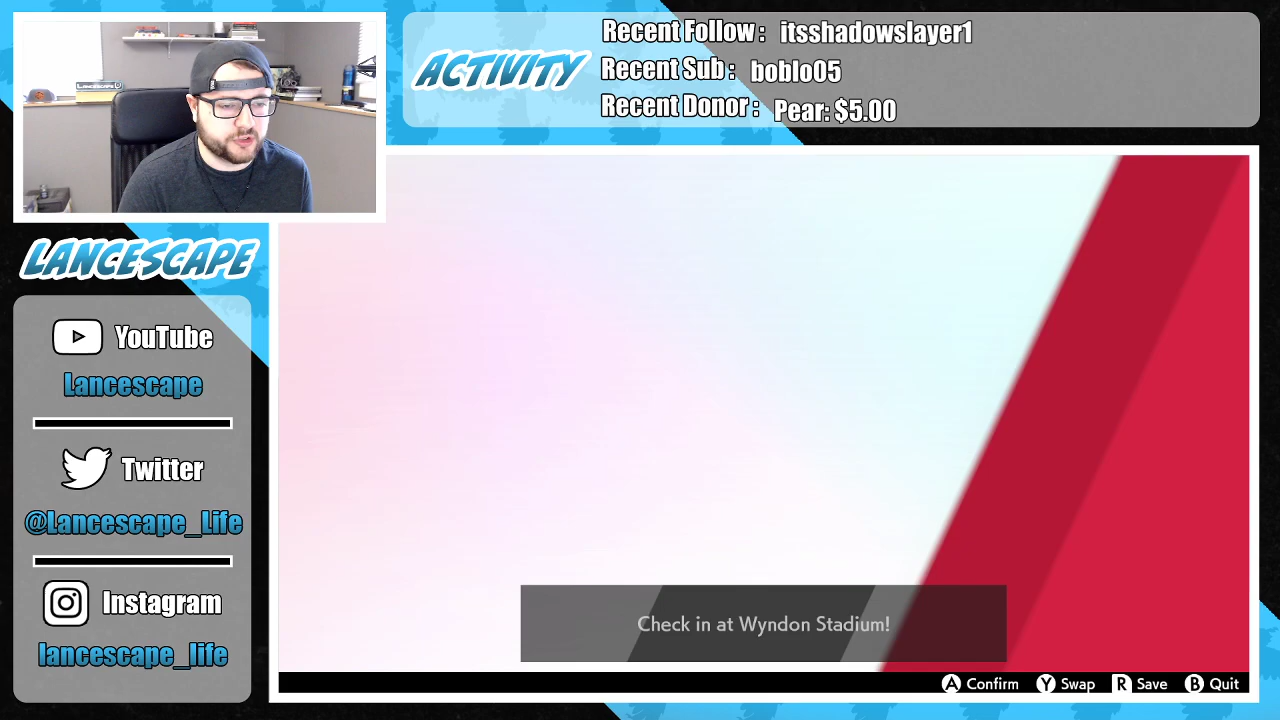 ACTIVITY
Recent Follow : itsshadowslayer1
Recent Sub : boblo05
Recent Donor : Pear: $5.00
LANCESCAPE
YouTube
Lancescape
Twitter
@Lancescape_Life
Instagram
lancescape_life
Check in at Wyndon Stadium!
A Confirm Y Swap R Save B Quit